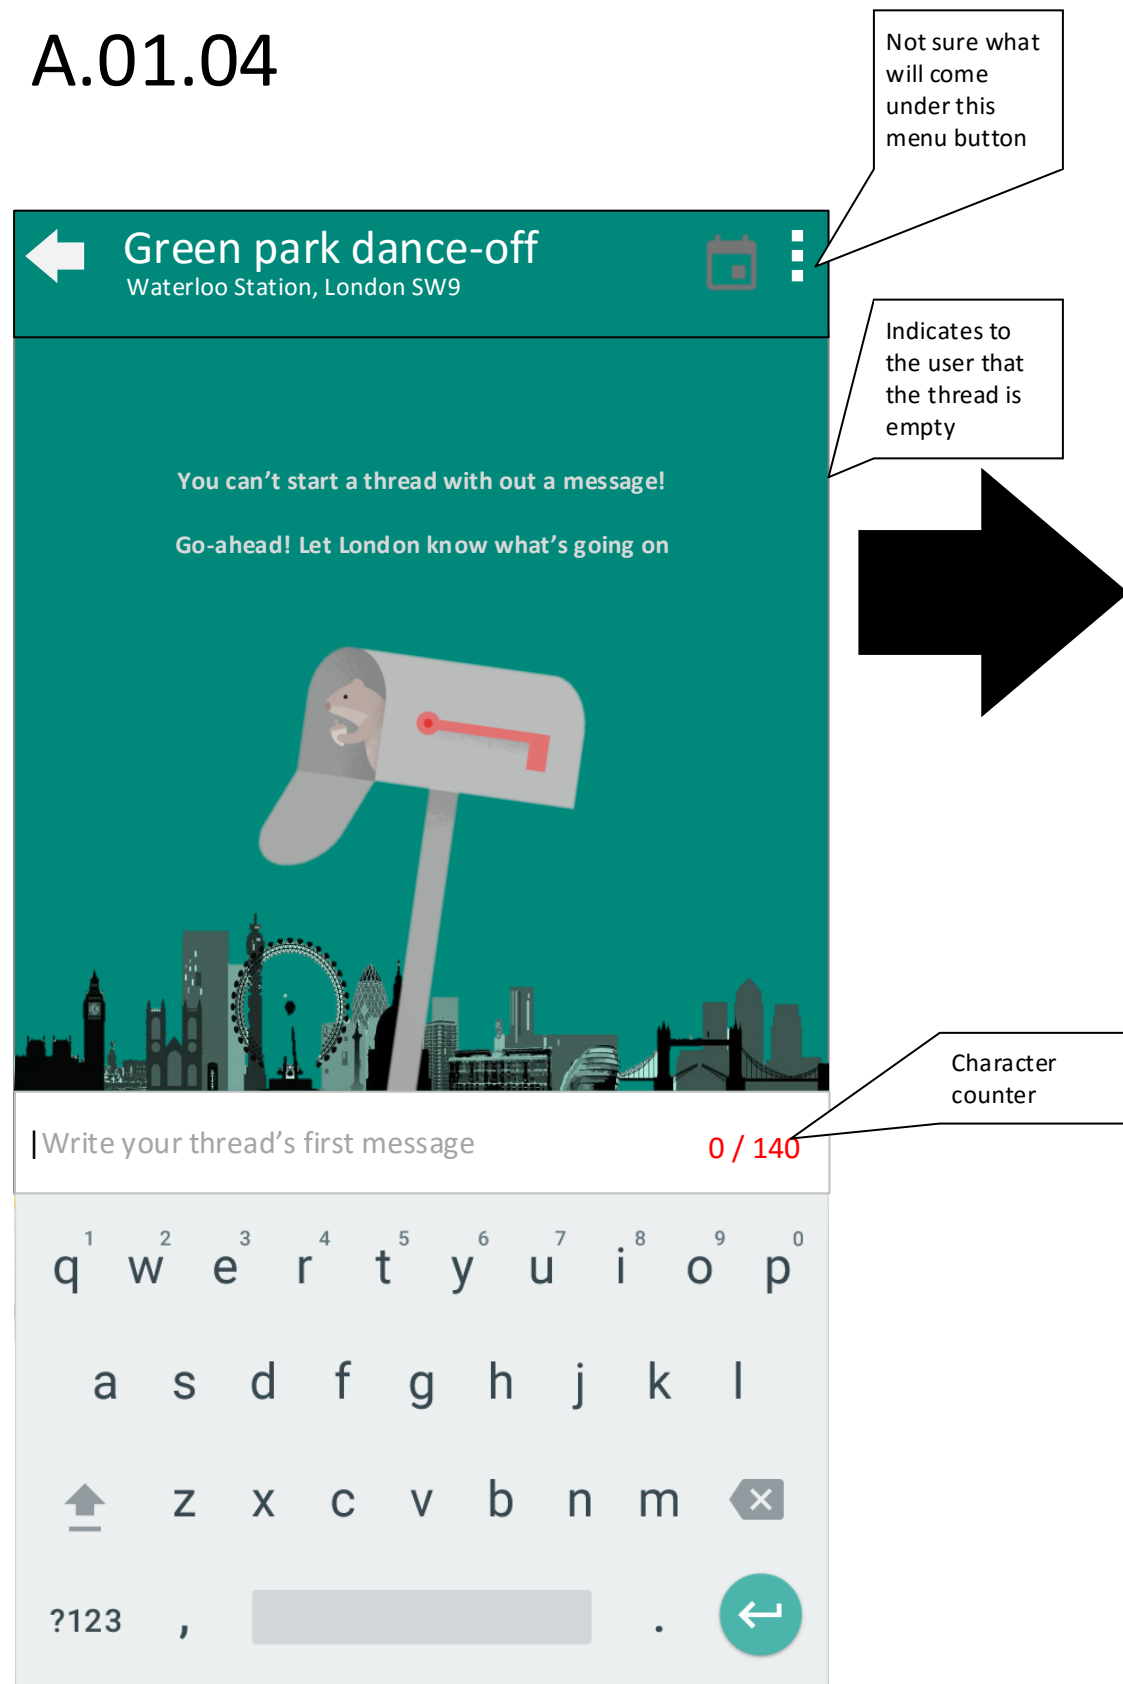 A.01.04
Not sure what
will come
under this
menu button
Green park dance-off
Waterloo Station, London SW9
Indicates to
the user that
the thread is
empty
You can’t start a thread with out a message!
Go-ahead! Let London know what’s going on
Character
counter
Write your thread’s first message
0 / 140
1 2 3 4 5 6 7 8 9 0
q w e r t y u i o p
a s d f g h j k l
z x c v b n m
?123 , .